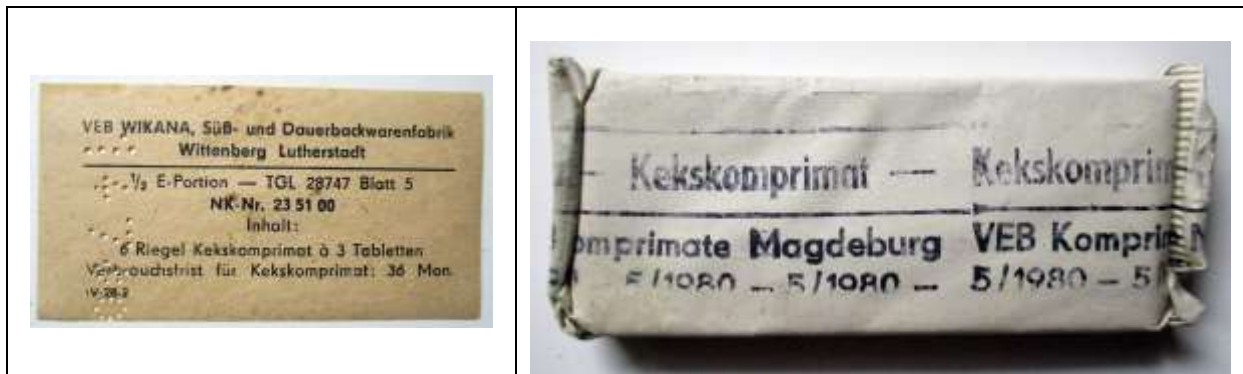 VEB WIKANA, Süß- und Dauerbackwarenfabrik
Wittenberg Lutherstadt
1/3 E-Portion — TGL 28747 Blatt 5
NK-Nr. 23 51 00
Inhalt:
6 Riegel Kekskomprimat à 3 Tabletten
Verbrauchsfrist für Kekskomprimat: 36 Mon.
Kekskomprimat — Kekskomprim
omprimate Magdeburg VEB Komprim
5/1980 — 5/1980 — 5/1980 — 5